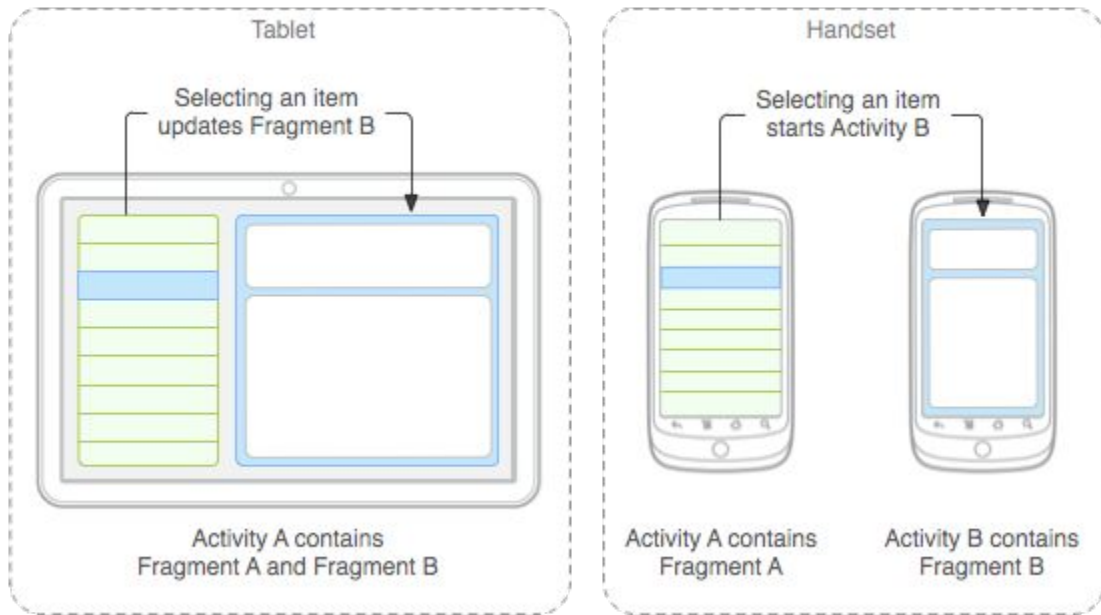 Tablet
Selecting an item
updates Fragment B
Activity A contains
Fragment A and Fragment B
Handset
Selecting an item
starts Activity B
Activity A contains
Fragment A
Activity B contains
Fragment B